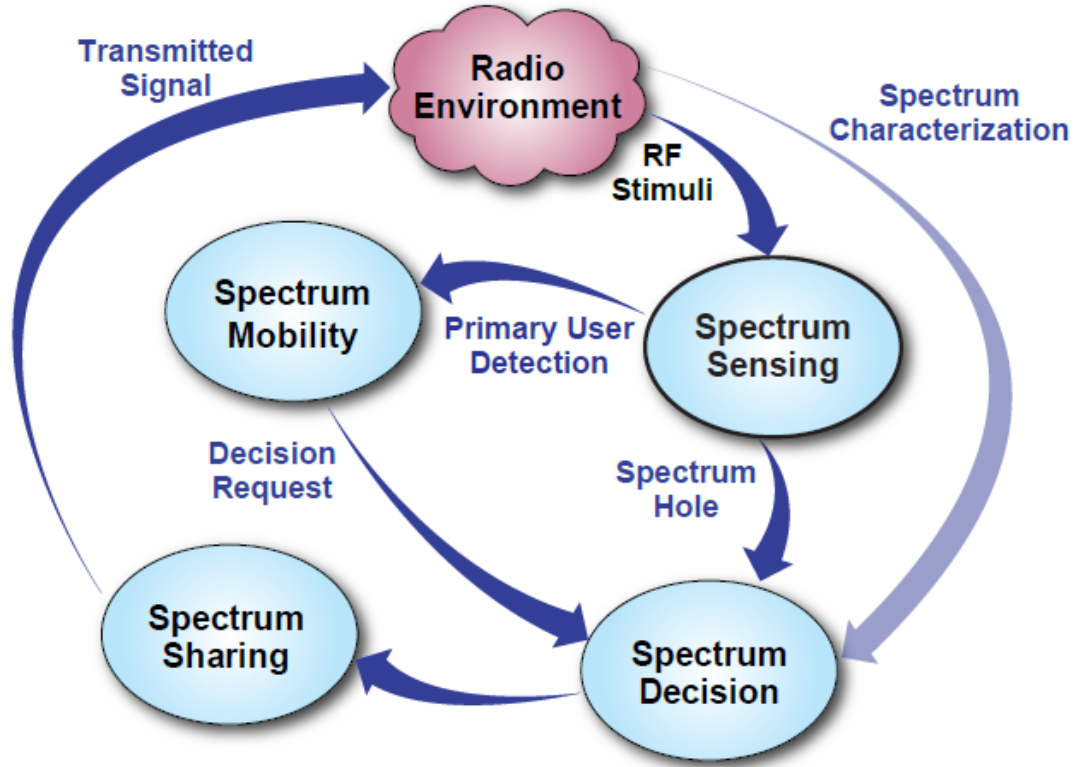 Transmitted
Signal
Radio
Environment
Spectrum
Characterization
RF
Stimuli
Spectrum
Mobility
Primary User
Detection
Spectrum
Sensing
Decision
Request
Spectrum
Hole
Spectrum
Sharing
Spectrum
Decision